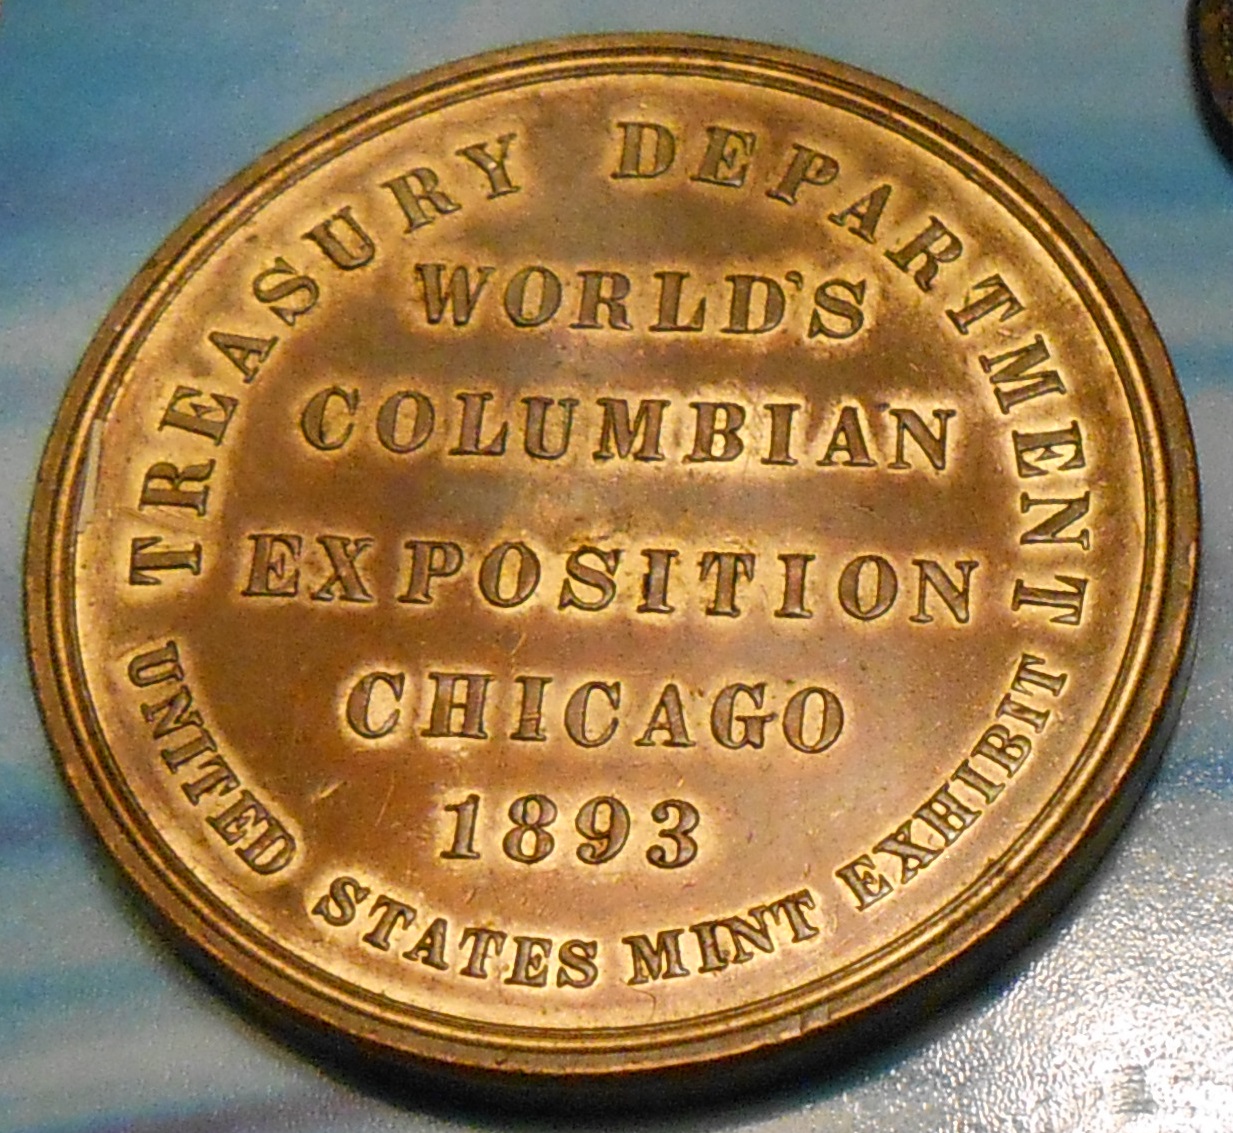 TREASURY DEPARTMENT
WORLD'S
COLUMBIAN
EXPOSITION
CHICAGO
1893
UNITED STATES MINT EXHIBIT